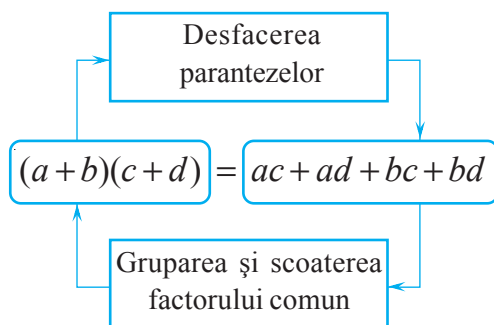 Desfacerea
parantezelor
(a+b)(c+d) = ac+ad+bc+bd
Gruparea şi scoaterea
factorului comun